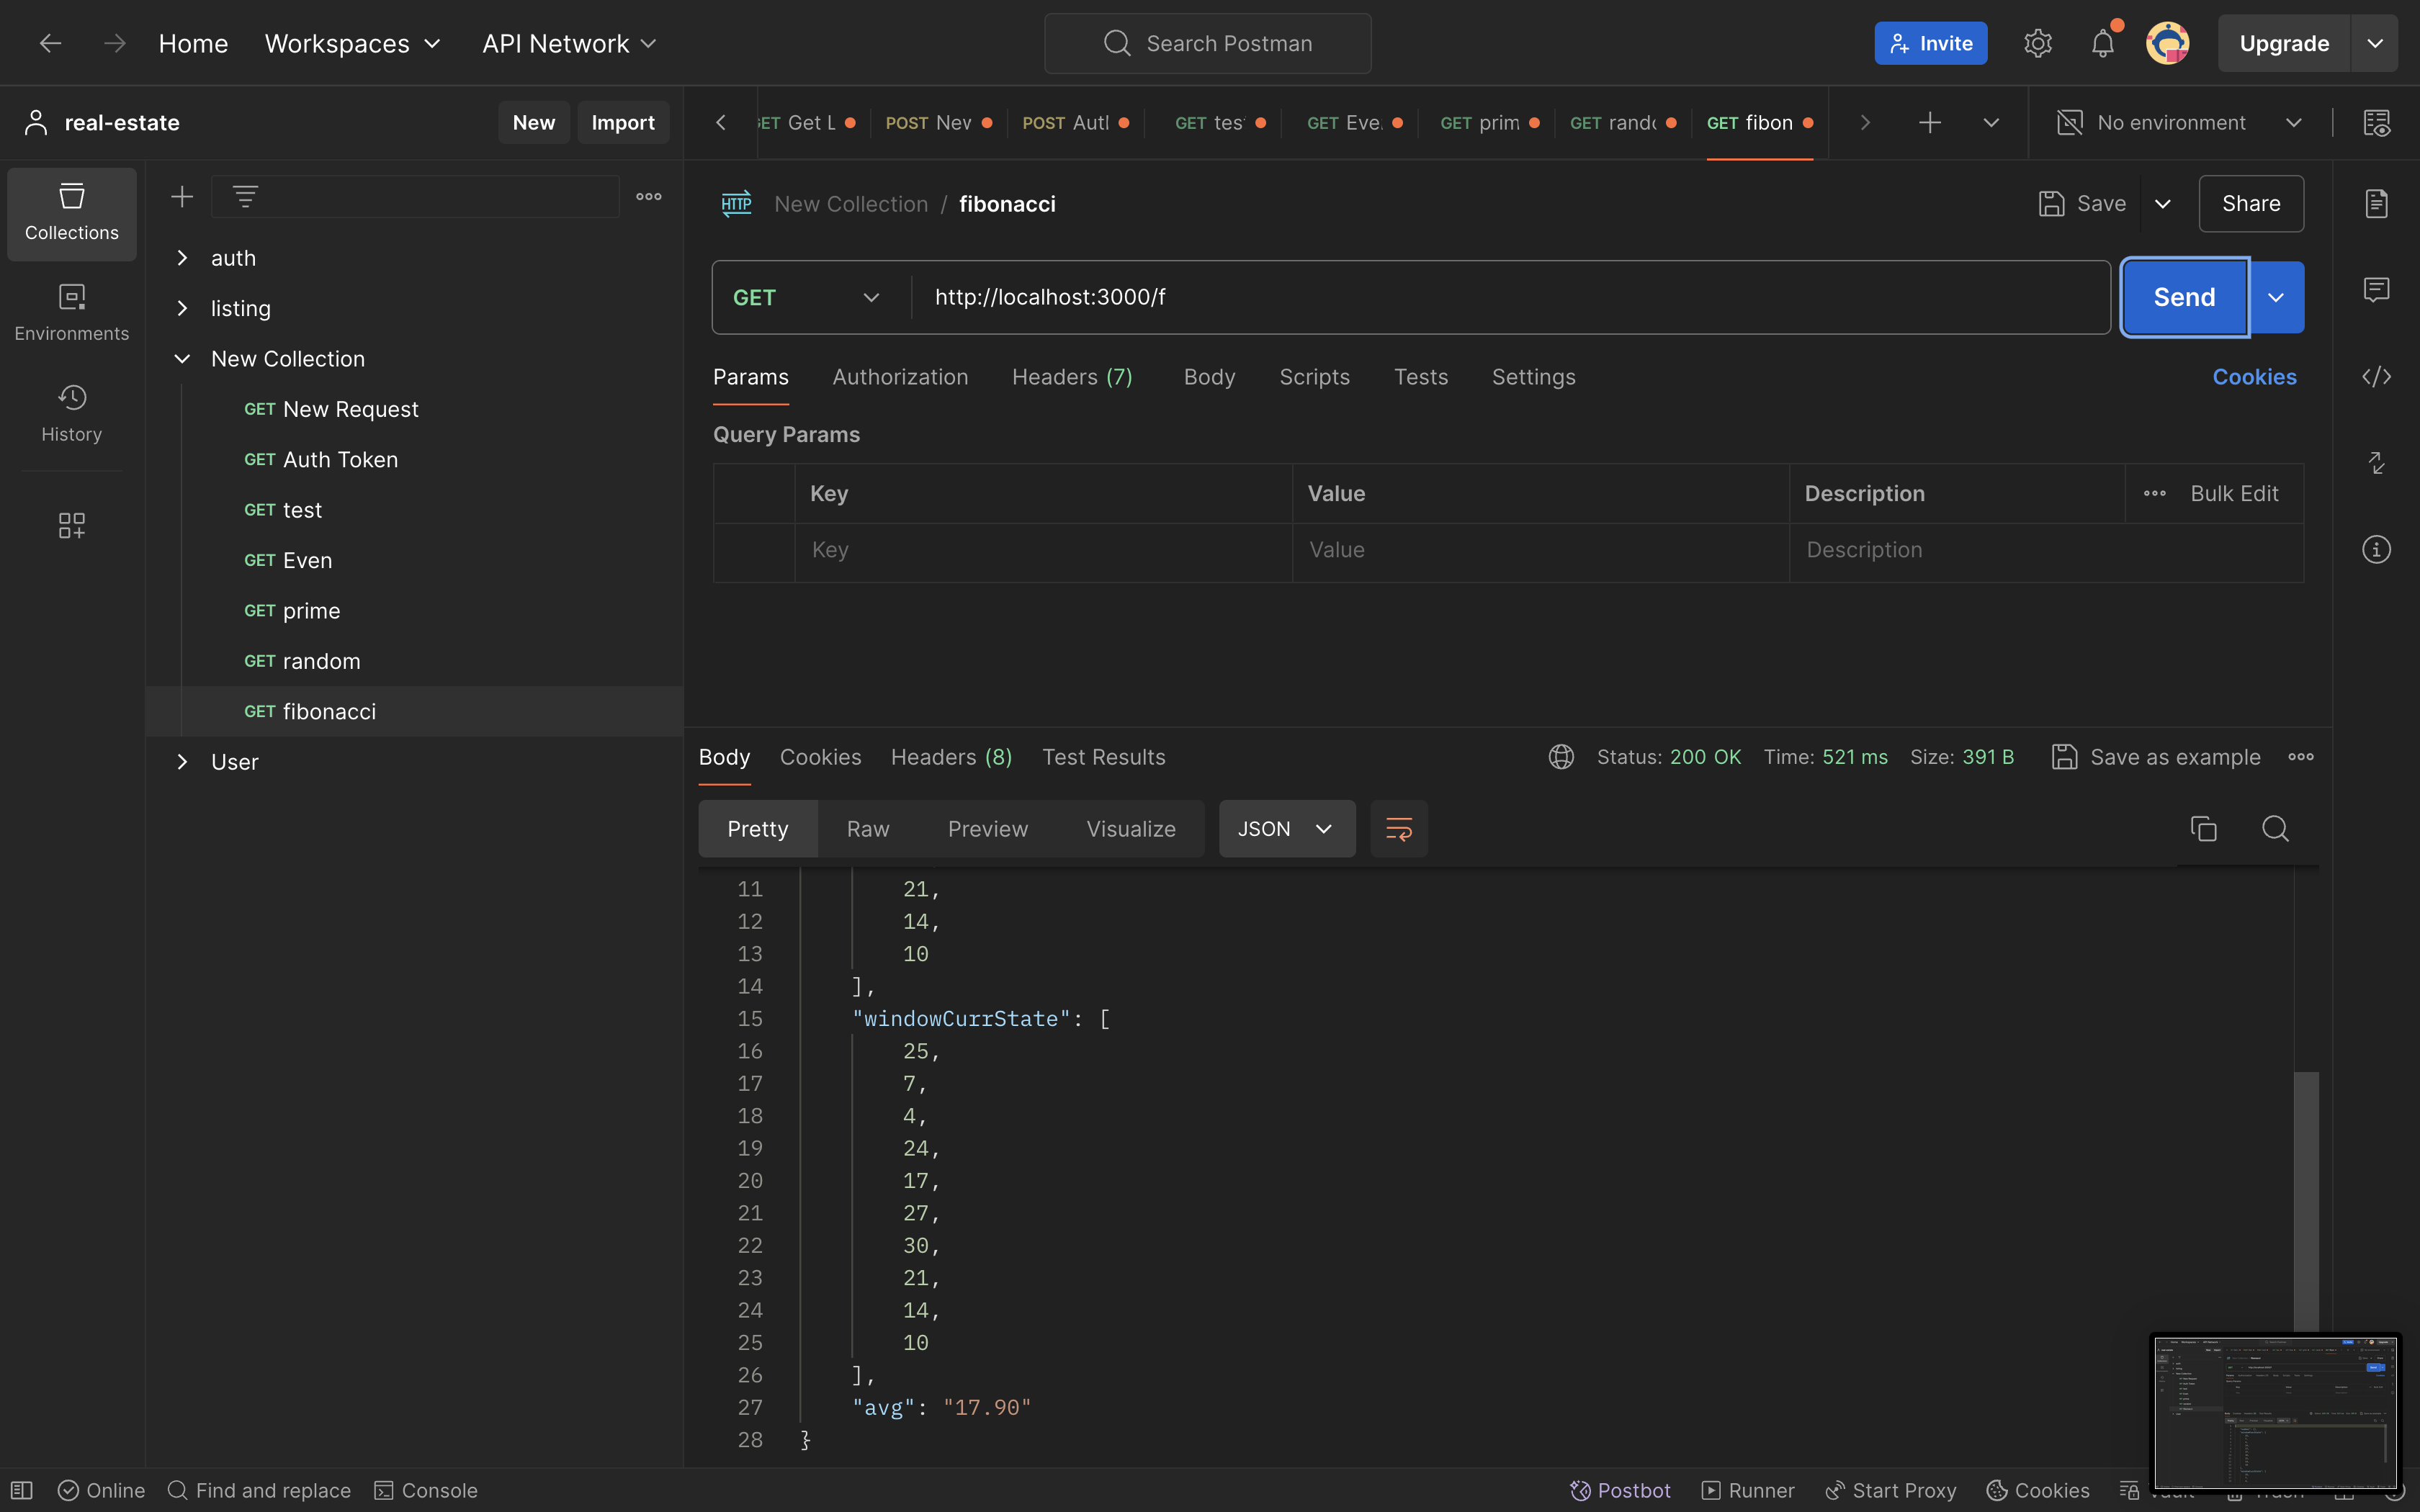 Home Workspaces API Network Search Postman Invite Upgrade
real-estate New Import GET Get L POST Nev POST Autl GET tes GET Eve. GET prim GET rando GET fibon No environment
Collections
Environments
History
auth
listing
New Collection
GET New Request
GET Auth Token
GET test
GET Even
GET prime
GET random
GET fibonacci
User
HTTP New Collection / fibonacci Save Share
GET http://localhost:3000/f Send
Params Authorization Headers (7) Body Scripts Tests Settings Cookies
Query Params
Key Value Description Bulk Edit
Key Value Description
Body Cookies Headers (8) Test Results Status: 200 OK Time: 521 ms Size: 391 B Save as example
Pretty Raw Preview Visualize JSON
11 21,
12 14,
13 10
14 ],
15 "windowCurrState": [
16 25,
17 7,
18 4,
19 24,
20 17,
21 27,
22 30,
23 21,
24 14,
25 10
26 ],
27 "avg": "17.90"
28 }
Online Find and replace Console Postbot Runner Start Proxy Cookies